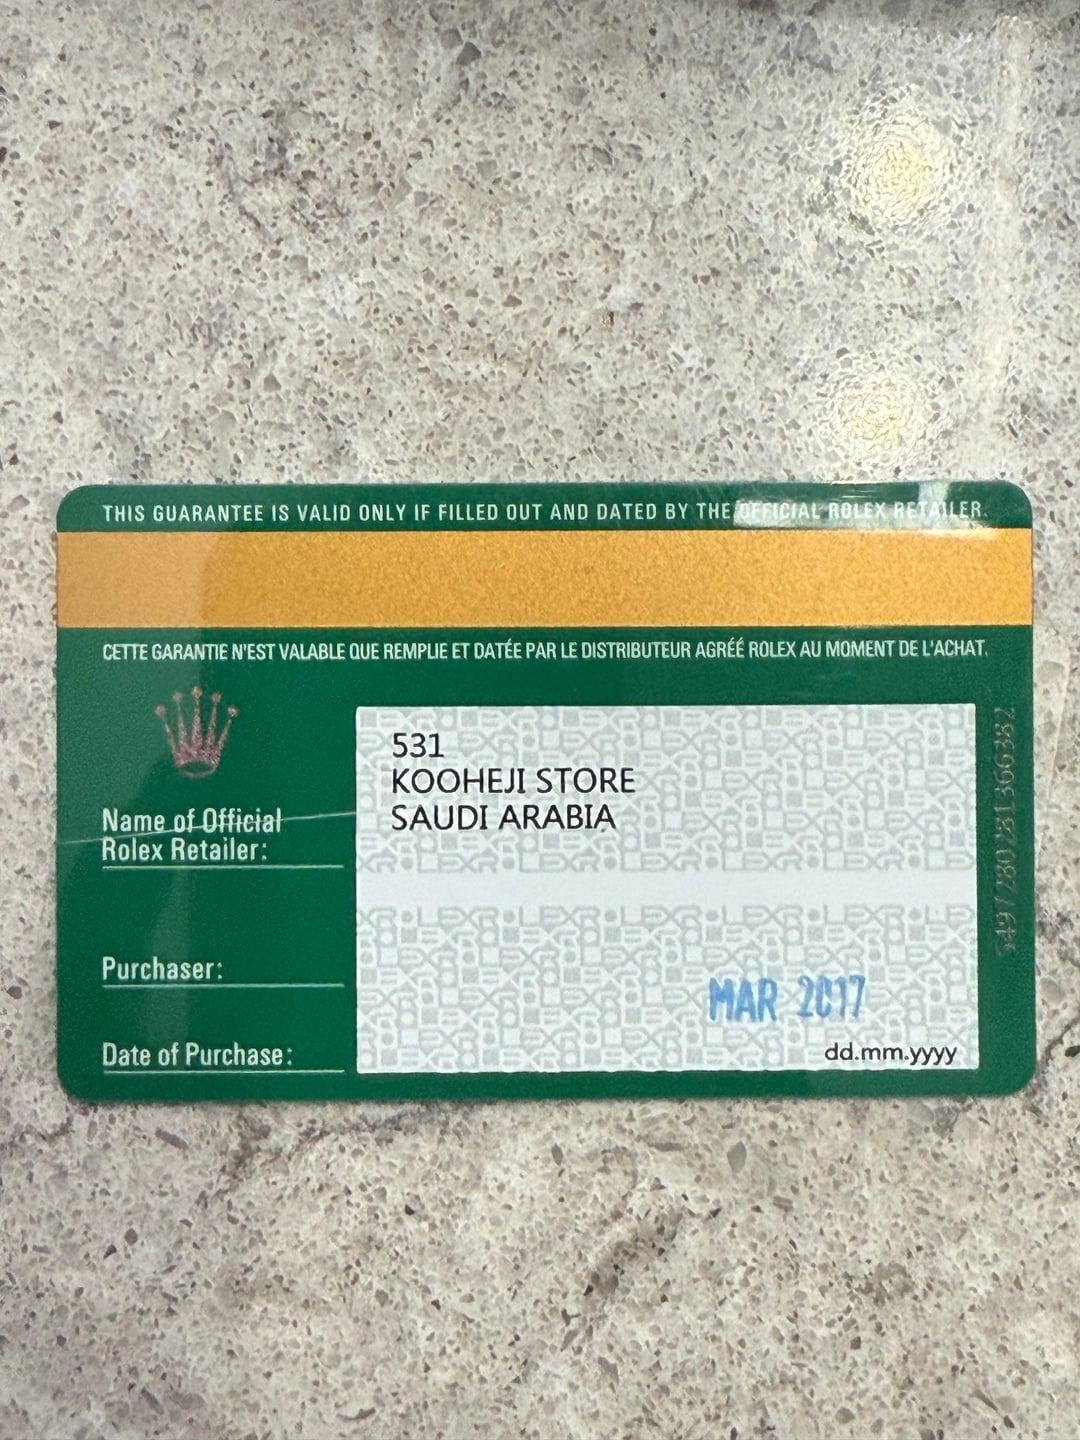 THIS GUARANTEE IS VALID ONLY IF FILLED OUT AND DATED BY THE OFFICIAL ROLEX RETAILER.
CETTE GARANTIE N'EST VALABLE QUE REMPLIE ET DATÉE PAR LE DISTRIBUTEUR AGRÉÉ ROLEX AU MOMENT DE L'ACHAT.
531
KOOHEJI STORE
SAUDI ARABIA
Name of Official
Rolex Retailer:
Purchaser:
MAR 2017
Date of Purchase:
dd.mm.yyyy